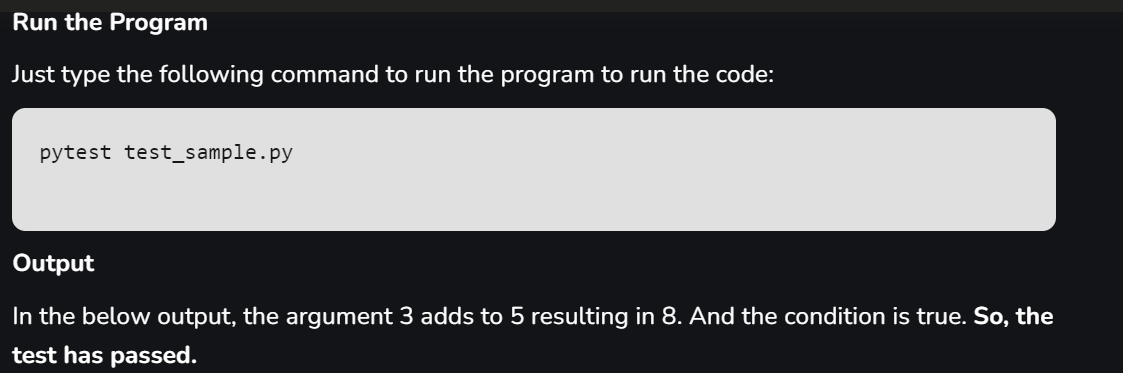 Run the Program
Just type the following command to run the program to run the code:
pytest test_sample.py
Output
In the below output, the argument 3 adds to 5 resulting in 8. And the condition is true. So, the
test has passed.